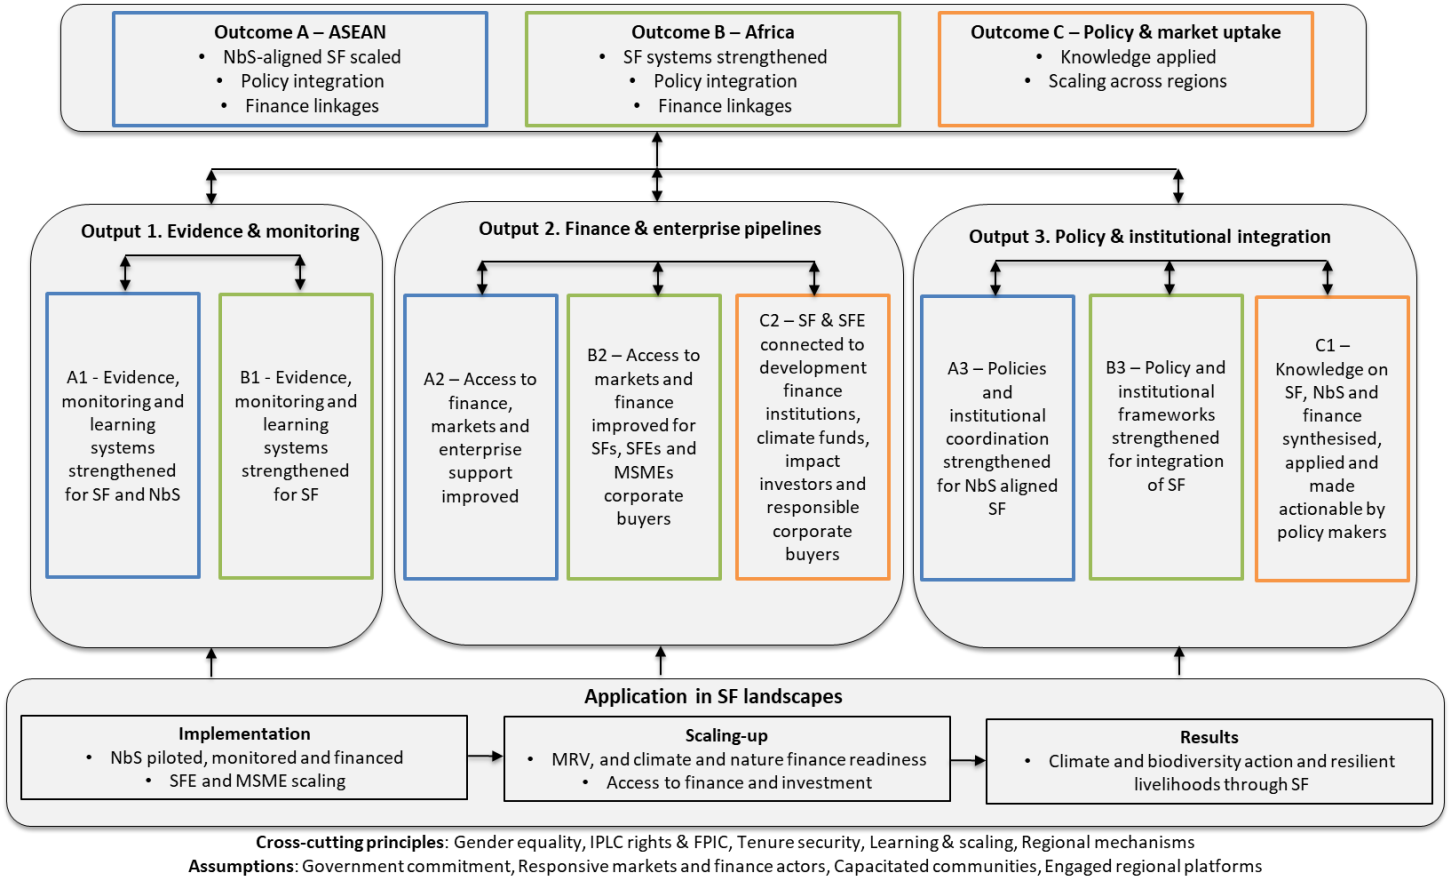 Outcome A – ASEAN
• NbS-aligned SF scaled
• Policy integration
• Finance linkages
Outcome B – Africa
• SF systems strengthened
• Policy integration
• Finance linkages
Outcome C – Policy & market uptake
• Knowledge applied
• Scaling across regions
Output 1. Evidence & monitoring
A1 - Evidence,
monitoring and
learning
systems
strengthened
for SF and NbS
B1 - Evidence,
monitoring and
learning
systems
strengthened
for SF
Output 2. Finance & enterprise pipelines
A2 – Access to
finance,
markets and
enterprise
support
improved
B2 – Access to
markets and
finance
improved for
SFs, SFEs and
MSMEs
corporate
buyers
C2 – SF & SFE
connected to
development
finance
institutions,
climate funds,
impact
investors and
responsible
corporate
buyers
Output 3. Policy & institutional integration
A3 – Policies and
institutional
coordination
strengthened
for NbS aligned
SF
B3 – Policy and
institutional
frameworks
strengthened
for integration
of SF
C1 –
Knowledge on
SF, NbS and
finance
synthesised,
applied and
made
actionable by
policy makers
Application in SF landscapes
Implementation
• NbS piloted, monitored and financed
• SFE and MSME scaling
Scaling-up
• MRV, and climate and nature finance readiness
• Access to finance and investment
Results
• Climate and biodiversity action and resilient
livelihoods through SF
Cross-cutting principles: Gender equality, IPLC rights & FPIC, Tenure security, Learning & scaling, Regional mechanisms
Assumptions: Government commitment, Responsive markets and finance actors, Capacitated communities, Engaged regional platforms